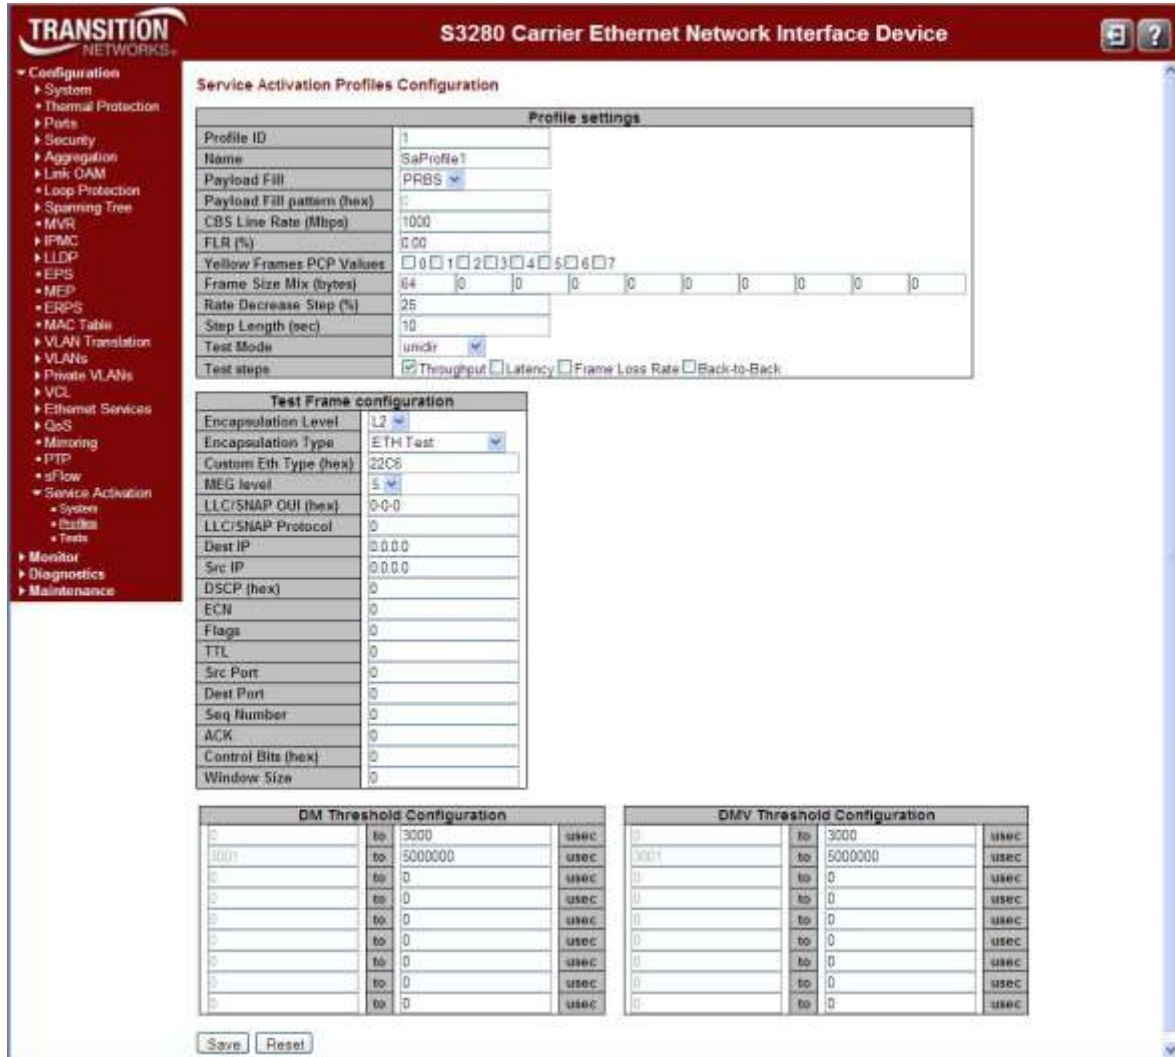 TRANSITION
NETWORKS®
S3280 Carrier Ethernet Network Interface Device
?
Configuration
System
Thermal Protection
Ports
Security
Aggregation
Link OAM
Loop Protection
Spanning Tree
MVR
IPMC
LLDP
EPS
MEP
ERPS
MAC Table
VLAN Translation
VLANs
Private VLANs
VCL
Ethernet Services
QoS
Mirroring
PTP
sFlow
Service Activation
System
Profiles
Tests
Monitor
Diagnostics
Maintenance
Service Activation Profiles Configuration
Profile settings
Profile ID 1
Name SaProfile1
Payload Fill PRBS
Payload Fill pattern (hex) 0
CBS Line Rate (Mbps) 1000
FLR (%) 0.00
Yellow Frames PCP Values 0 1 2 3 4 5 6 7
Frame Size Mix (bytes) 64 0 0 0 0 0 0 0 0 0
Rate Decrease Step (%) 25
Step Length (sec) 10
Test Mode unidir
Test steps Throughput Latency Frame Loss Rate Back-to-Back
Test Frame configuration
Encapsulation Level L2
Encapsulation Type ETH Test
Custom Eth Type (hex) 22C6
MEG level 5
LLC/SNAP OUI (hex) 0-0-0
LLC/SNAP Protocol 0
Dest IP 0.0.0.0
Src IP 0.0.0.0
DSCP (hex) 0
ECN 0
Flags 0
TTL 0
Src Port 0
Dest Port 0
Seq Number 0
ACK 0
Control Bits (hex) 0
Window Size 0
DM Threshold Configuration
0 to 3000 usec
3001 to 5000000 usec
0 to 0 usec
0 to 0 usec
0 to 0 usec
0 to 0 usec
0 to 0 usec
0 to 0 usec
0 to 0 usec
DMV Threshold Configuration
0 to 3000 usec
3001 to 5000000 usec
0 to 0 usec
0 to 0 usec
0 to 0 usec
0 to 0 usec
0 to 0 usec
0 to 0 usec
0 to 0 usec
Save Reset